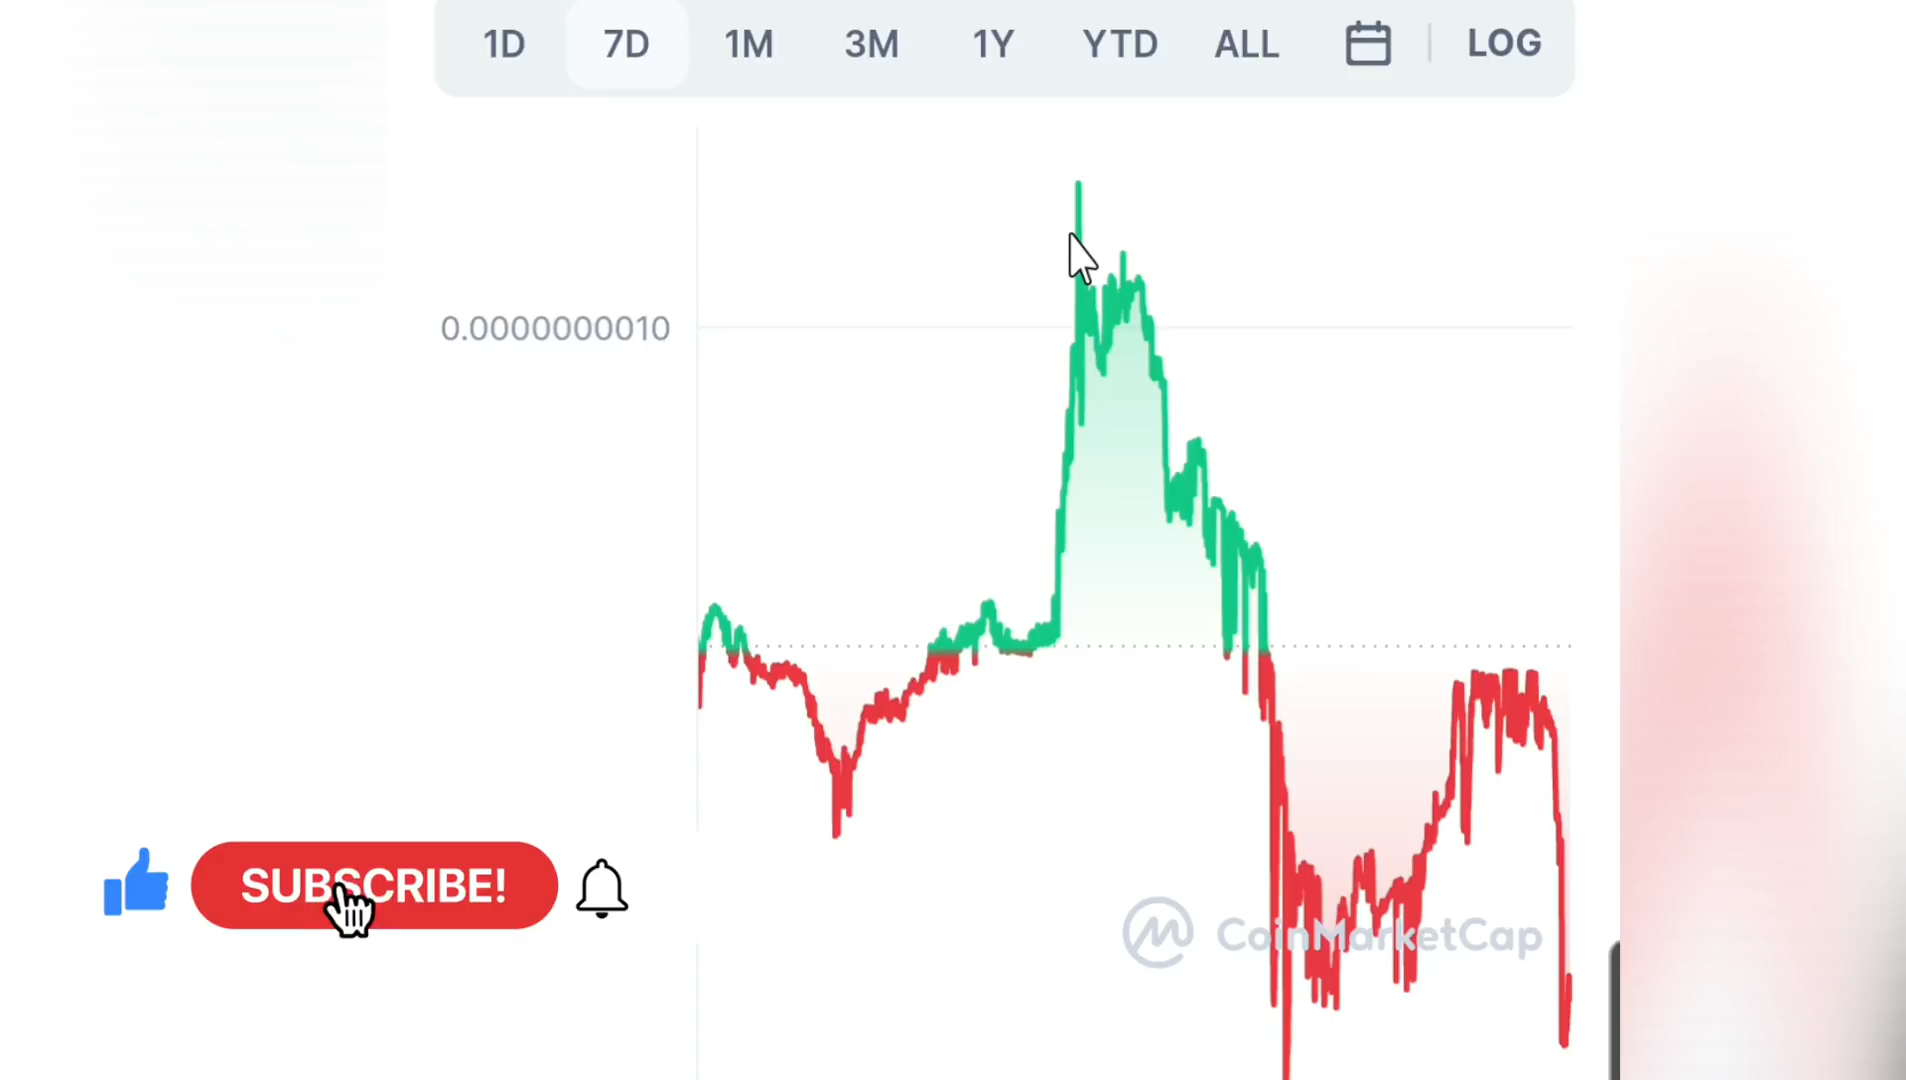 1D 7D 1M 3M 1Y YTD ALL LOG
0.0000000010
SUBSCRIBE!
CoinMarketCap